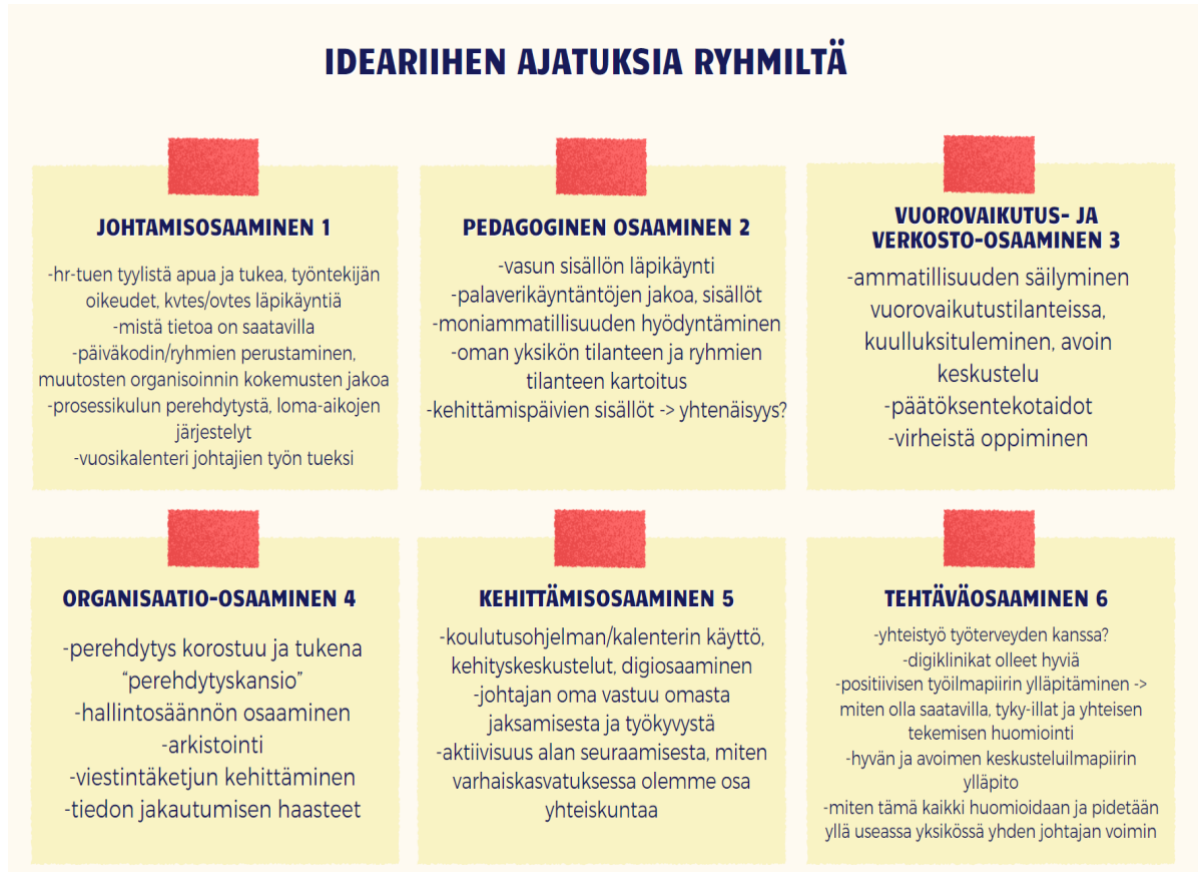 IDEARIIHEN AJATUKSIA RYHMILTÄ
JOHTAMISOSAAMINEN 1
-hr-tuen tyylistä apua ja tukea, työntekijän
oikeudet, kvtes/ovtes läpikäyntiä
-mistä tietoa on saatavilla
-päiväkodin/ryhmien perustaminen,
muutosten organisoinnin kokemusten jakoa
-prosessikulun perehdytystä, loma-aikojen
järjestelyt
-vuosikalenteri johtajien työn tueksi
PEDAGOGINEN OSAAMINEN 2
-vasun sisällön läpikäynti
-palaverikäytäntöjen jakoa, sisällöt
-moniammatillisuuden hyödyntäminen
-oman yksikön tilanteen ja ryhmien
tilanteen kartoitus
-kehittämispäivien sisällöt -> yhtenäisyys?
VUOROVAIKUTUS- JA
VERKOSTO-OSAAMINEN 3
-ammatillisuuden säilyminen
vuorovaikutustilanteissa,
kuulluksituleminen, avoin
keskustelu
-päätöksentekotaidot
-virheistä oppiminen
ORGANISAATIO-OSAAMINEN 4
-perehdytys korostuu ja tukena
“perehdytyskansio”
-hallintosäännön osaaminen
-arkistointi
-viestintäketjun kehittäminen
-tiedon jakautumisen haasteet
KEHITTÄMISOSAAMINEN 5
-koulutusohjelman/kalenterin käyttö,
kehityskeskustelut, digiosaaminen
-johtajan oma vastuu omasta
jaksamisesta ja työkyvystä
-aktiivisuus alan seuraamisesta, miten
varhaiskasvatuksessa olemme osa
yhteiskuntaa
TEHTÄVÄOSAAMINEN 6
-yhteistyö työterveyden kanssa?
-digiklinikat olleet hyviä
-positiivisen työilmapiirin ylläpitäminen ->
miten olla saatavilla, tyky-illat ja yhteisen
tekemisen huomiointi
-hyvän ja avoimen keskusteluilmapiirin
ylläpito
-miten tämä kaikki huomioidaan ja pidetään
yllä useassa yksikössä yhden johtajan voimin